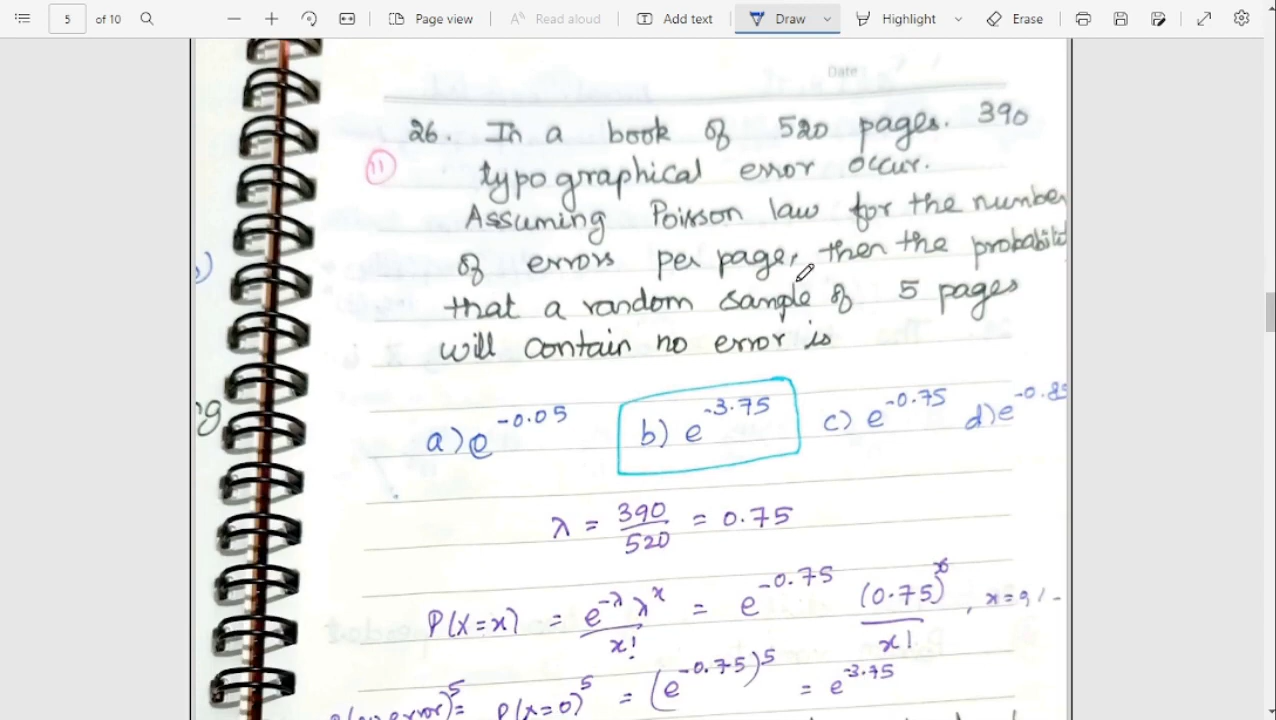 5 of 10 Page view Read aloud Add text Draw Highlight Erase
Date
26. In a book of 520 pages. 390
11
typographical error occur.
Assuming Poisson law for the number
of errors per page, then the
that a random sample of 5 pages
will contain no error is
a) e^-0.05 b) e^-3.75 c) e^-0.75 d) e
λ = 390/520 = 0.75
P(X=x) = e^-λ λ^x / x! = e^-0.75 (0.75)^x / x! ,
P(X=0)^5 = (e^-0.75)^5 = e^-3.75